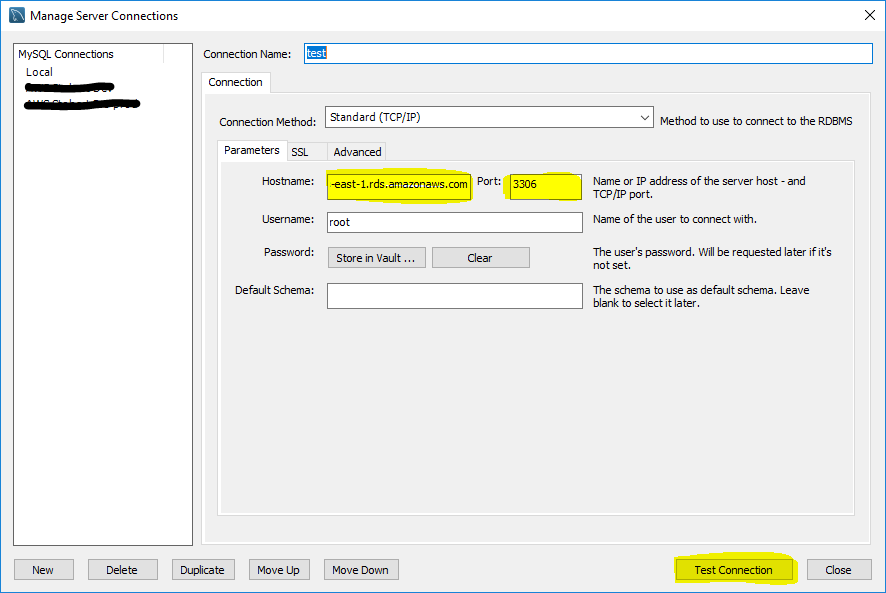 Manage Server Connections
MySQL Connections
Local
Connection Name: test
Connection
Connection Method: Standard (TCP/IP) Method to use to connect to the RDBMS
Parameters SSL Advanced
Hostname: -east-1.rds.amazonaws.com Port: 3306 Name or IP address of the server host - and
TCP/IP port.
Username: root Name of the user to connect with.
Password: Store in Vault ... Clear The user's password. Will be requested later if it's
not set.
Default Schema: The schema to use as default schema. Leave
blank to select it later.
New Delete Duplicate Move Up Move Down Test Connection Close